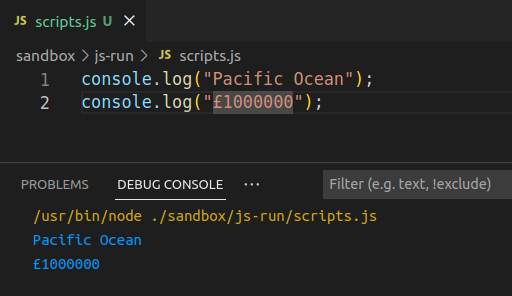 JS scripts.js U ×
sandbox > js-run > JS scripts.js
1 console.log("Pacific Ocean");
2 console.log("£1000000");
PROBLEMS DEBUG CONSOLE ··· Filter (e.g. text, !exclude)
/usr/bin/node ./sandbox/js-run/scripts.js
Pacific Ocean
£1000000